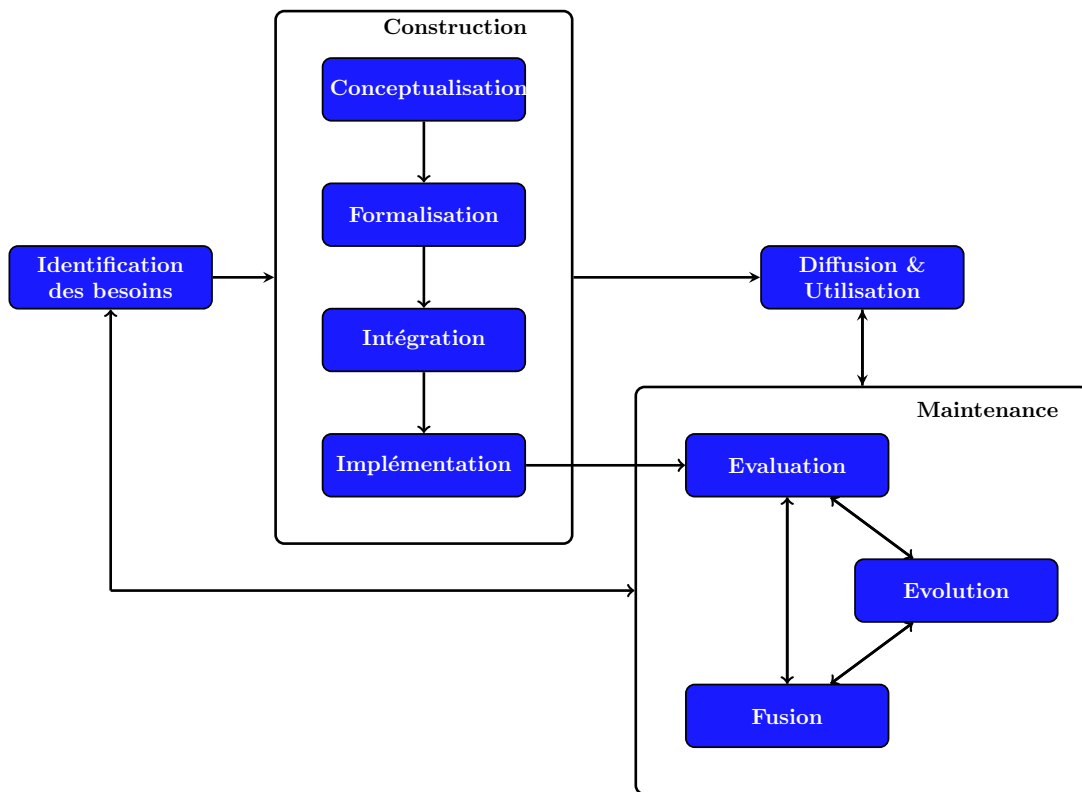 Construction
Conceptualisation
Formalisation
Identification
des besoins
Diffusion &
Utilisation
Intégration
Maintenance
Implémentation
Evaluation
Evolution
Fusion